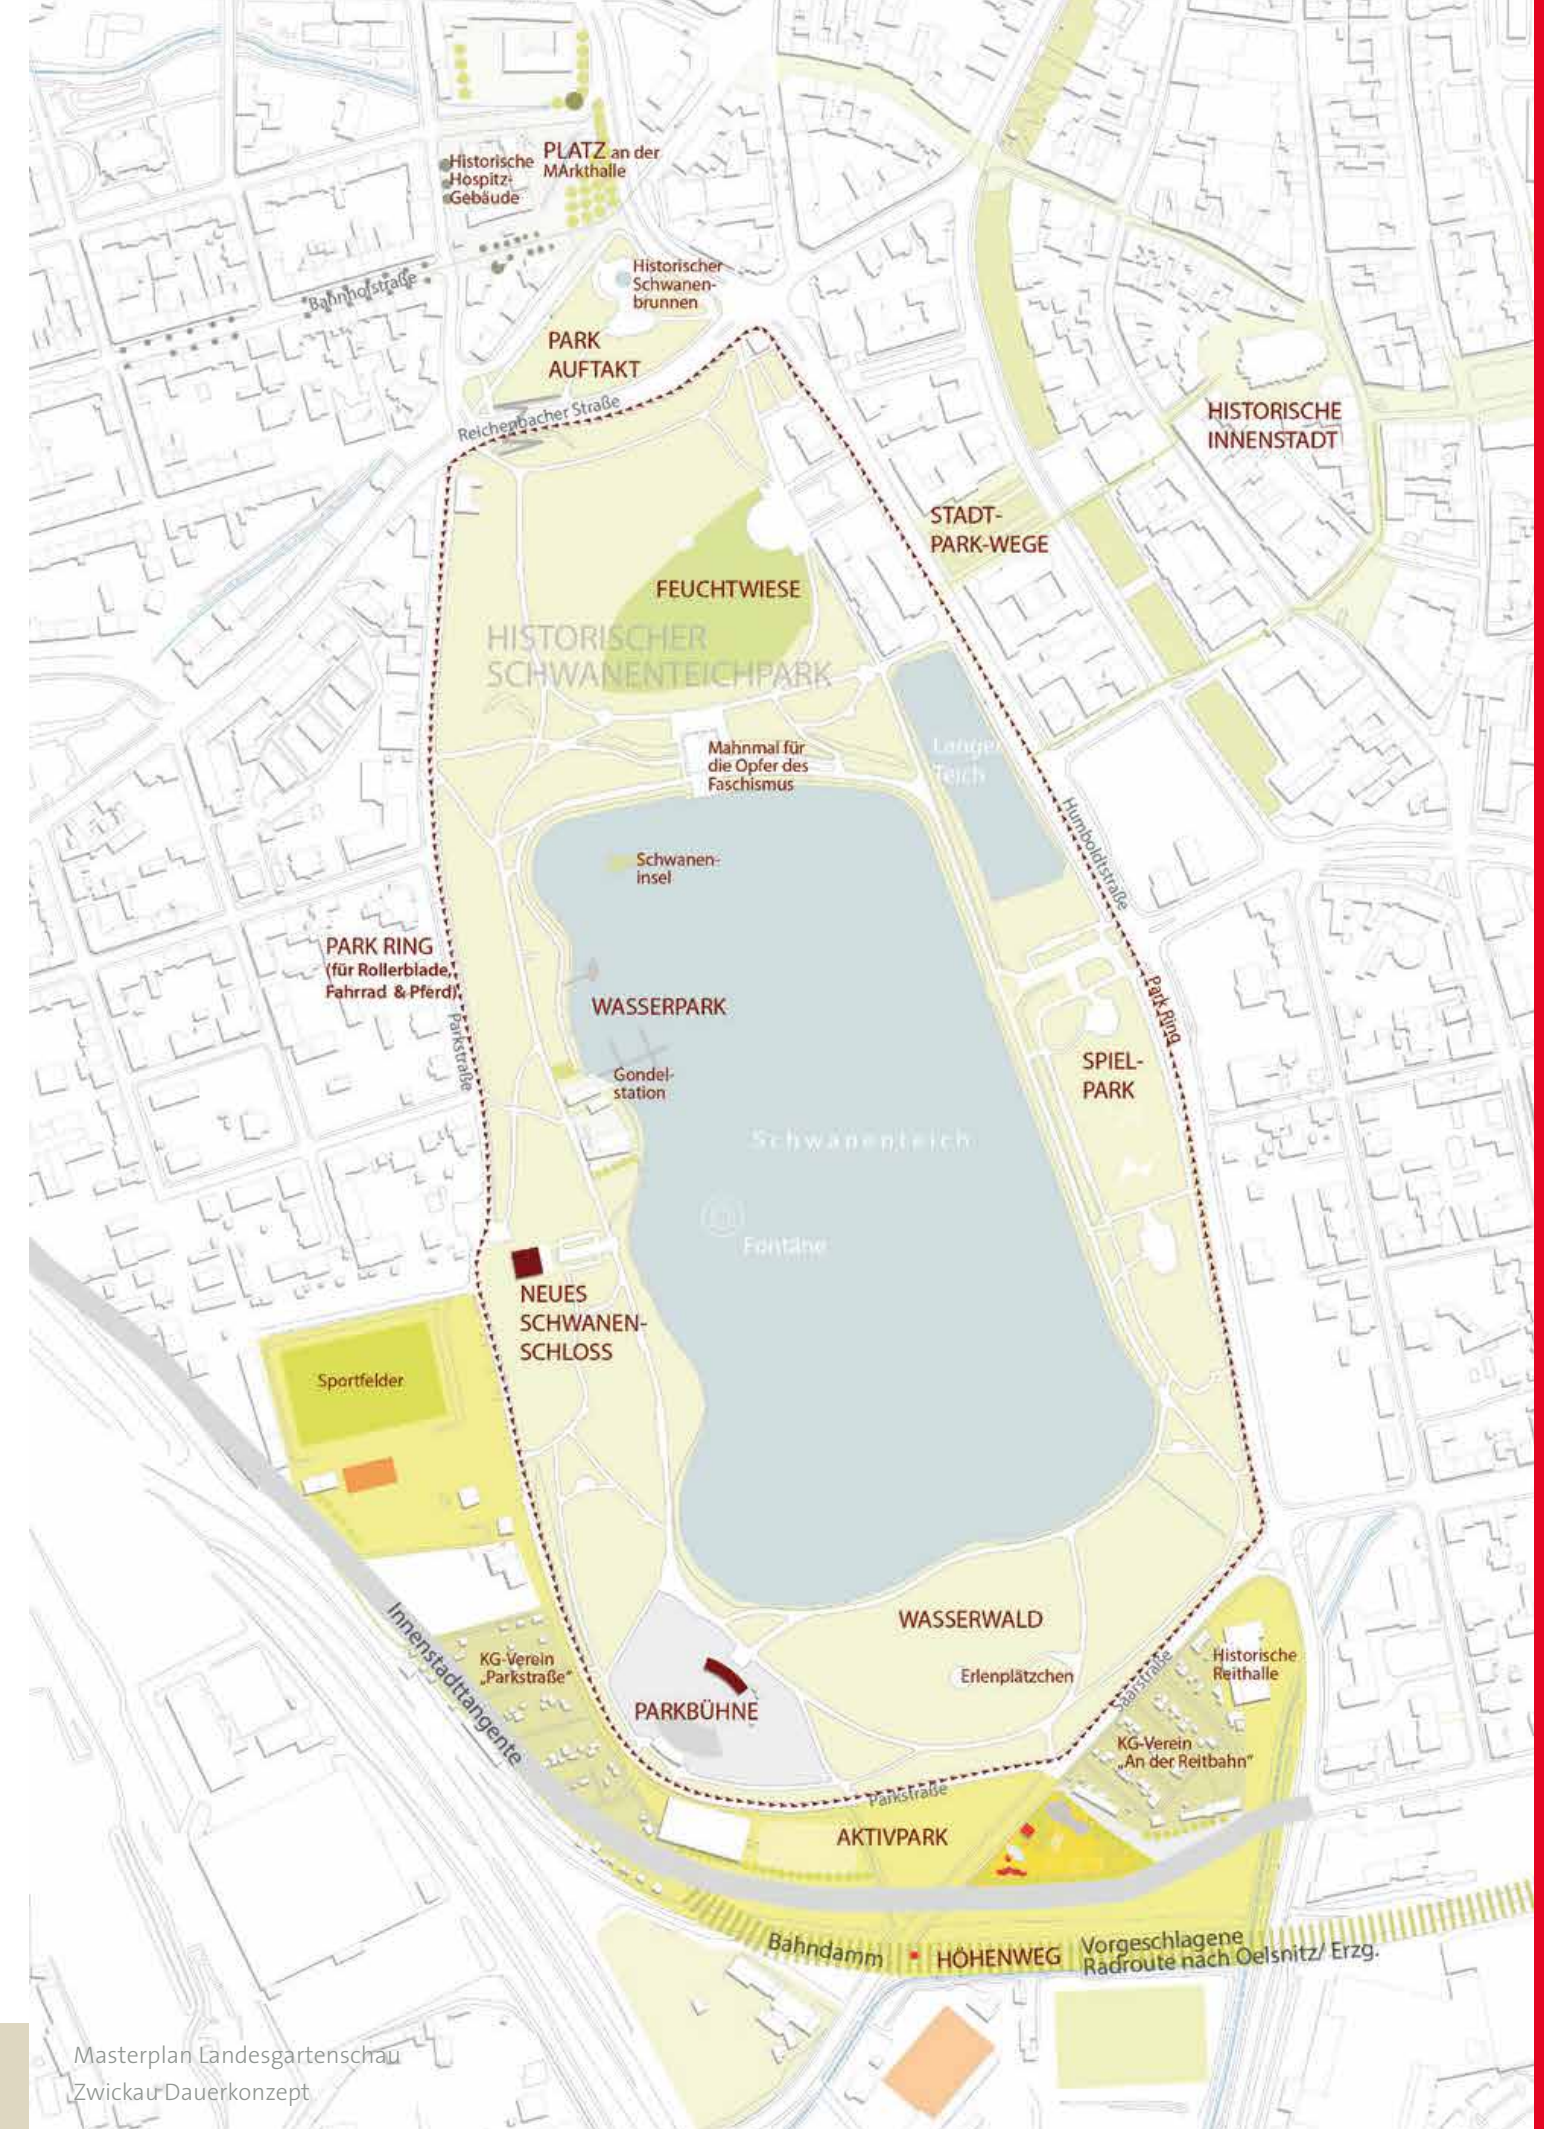 Historische
Hospitz-
Gebäude
PLATZ an der
MArkthalle
Bahnhofstraße
Historischer
Schwanen-
brunnen
PARK
AUFTAKT
Reichenbacher Straße
HISTORISCHE
INNENSTADT
STADT-
PARK-WEGE
FEUCHTWIESE
HISTORISCHER
SCHWANENTEICHPARK
Mahnmal für
die Opfer des
Faschismus
Langer
Teich
Humboldtstraße
Schwanen-
insel
PARK RING
(für Rollerblade,
Fahrrad & Pferd)
Parkstraße
WASSERPARK
Park Ring
Gondel-
station
SPIEL-
PARK
Schwanenteich
Fontäne
NEUES
SCHWANEN-
SCHLOSS
Sportfelder
Innenstadttangente
KG-Verein
„Parkstraße“
WASSERWALD
Erlenplätzchen
Saarstraße
Historische
Reithalle
PARKBÜHNE
KG-Verein
„An der Reitbahn“
Parkstraße
AKTIVPARK
Bahndamm
HÖHENWEG
Vorgeschlagene
Radroute nach Oelsnitz/ Erzg.
Masterplan Landesgartenschau
Zwickau Dauerkonzept